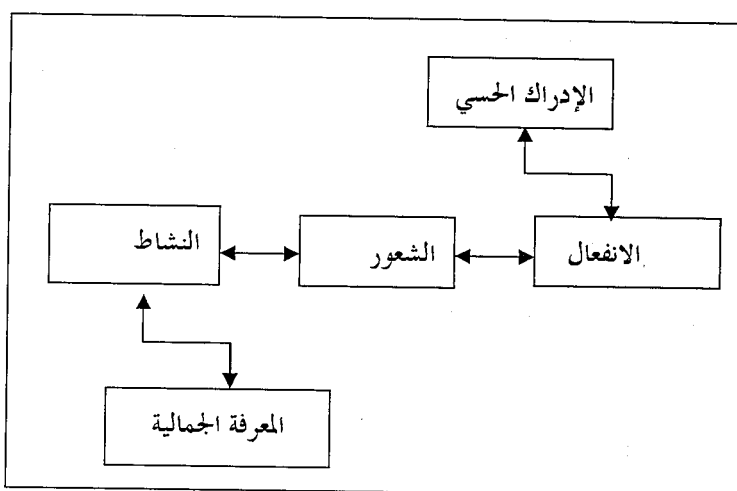 الإدراك الحسي
الانفعال
الشعور
النشاط
المعرفة الجمالية